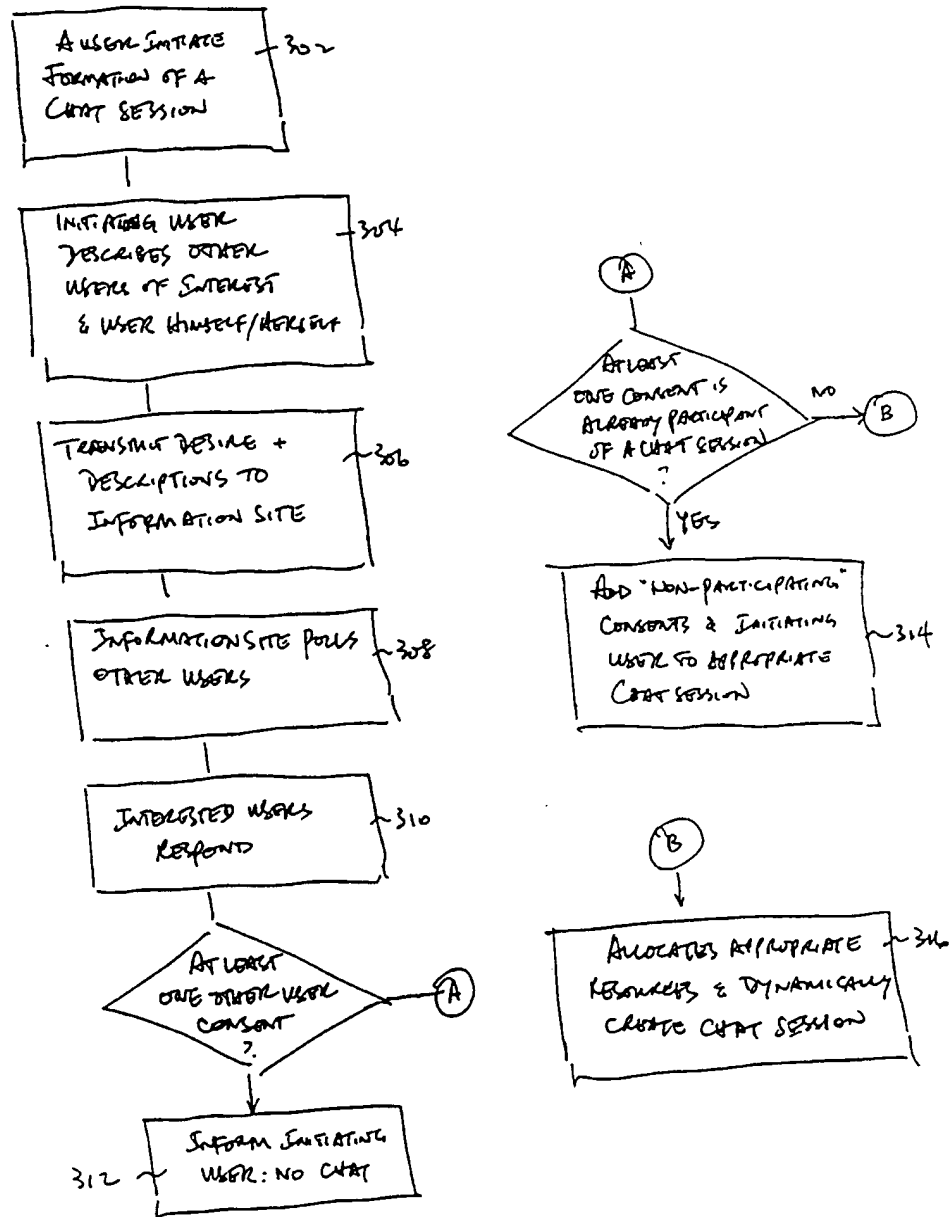 A USER INITIATE
FORMATION OF A
CHAT SESSION
302
INITIATING USER
DESCRIBES OTHER
USERS OF INTEREST
& USER HIMSELF/HERSELF
304
TRANSMIT DESIRE +
DESCRIPTIONS TO
INFORMATION SITE
306
INFORMATION SITE POLLS
OTHER USERS
308
INTERESTED USERS
RESPOND
310
AT LEAST
ONE OTHER USER
CONSENT
?
A
INFORM INITIATING
USER: NO CHAT
312
A
AT LEAST
ONE CONSENT IS
ALREADY PARTICIPANT
OF A CHAT SESSION
?
NO
B
YES
ADD "NON-PARTICIPATING"
CONSENTS & INITIATING
USER TO APPROPRIATE
CHAT SESSION
314
B
ALLOCATES APPROPRIATE
RESOURCES & DYNAMICALLY
CREATE CHAT SESSION
316